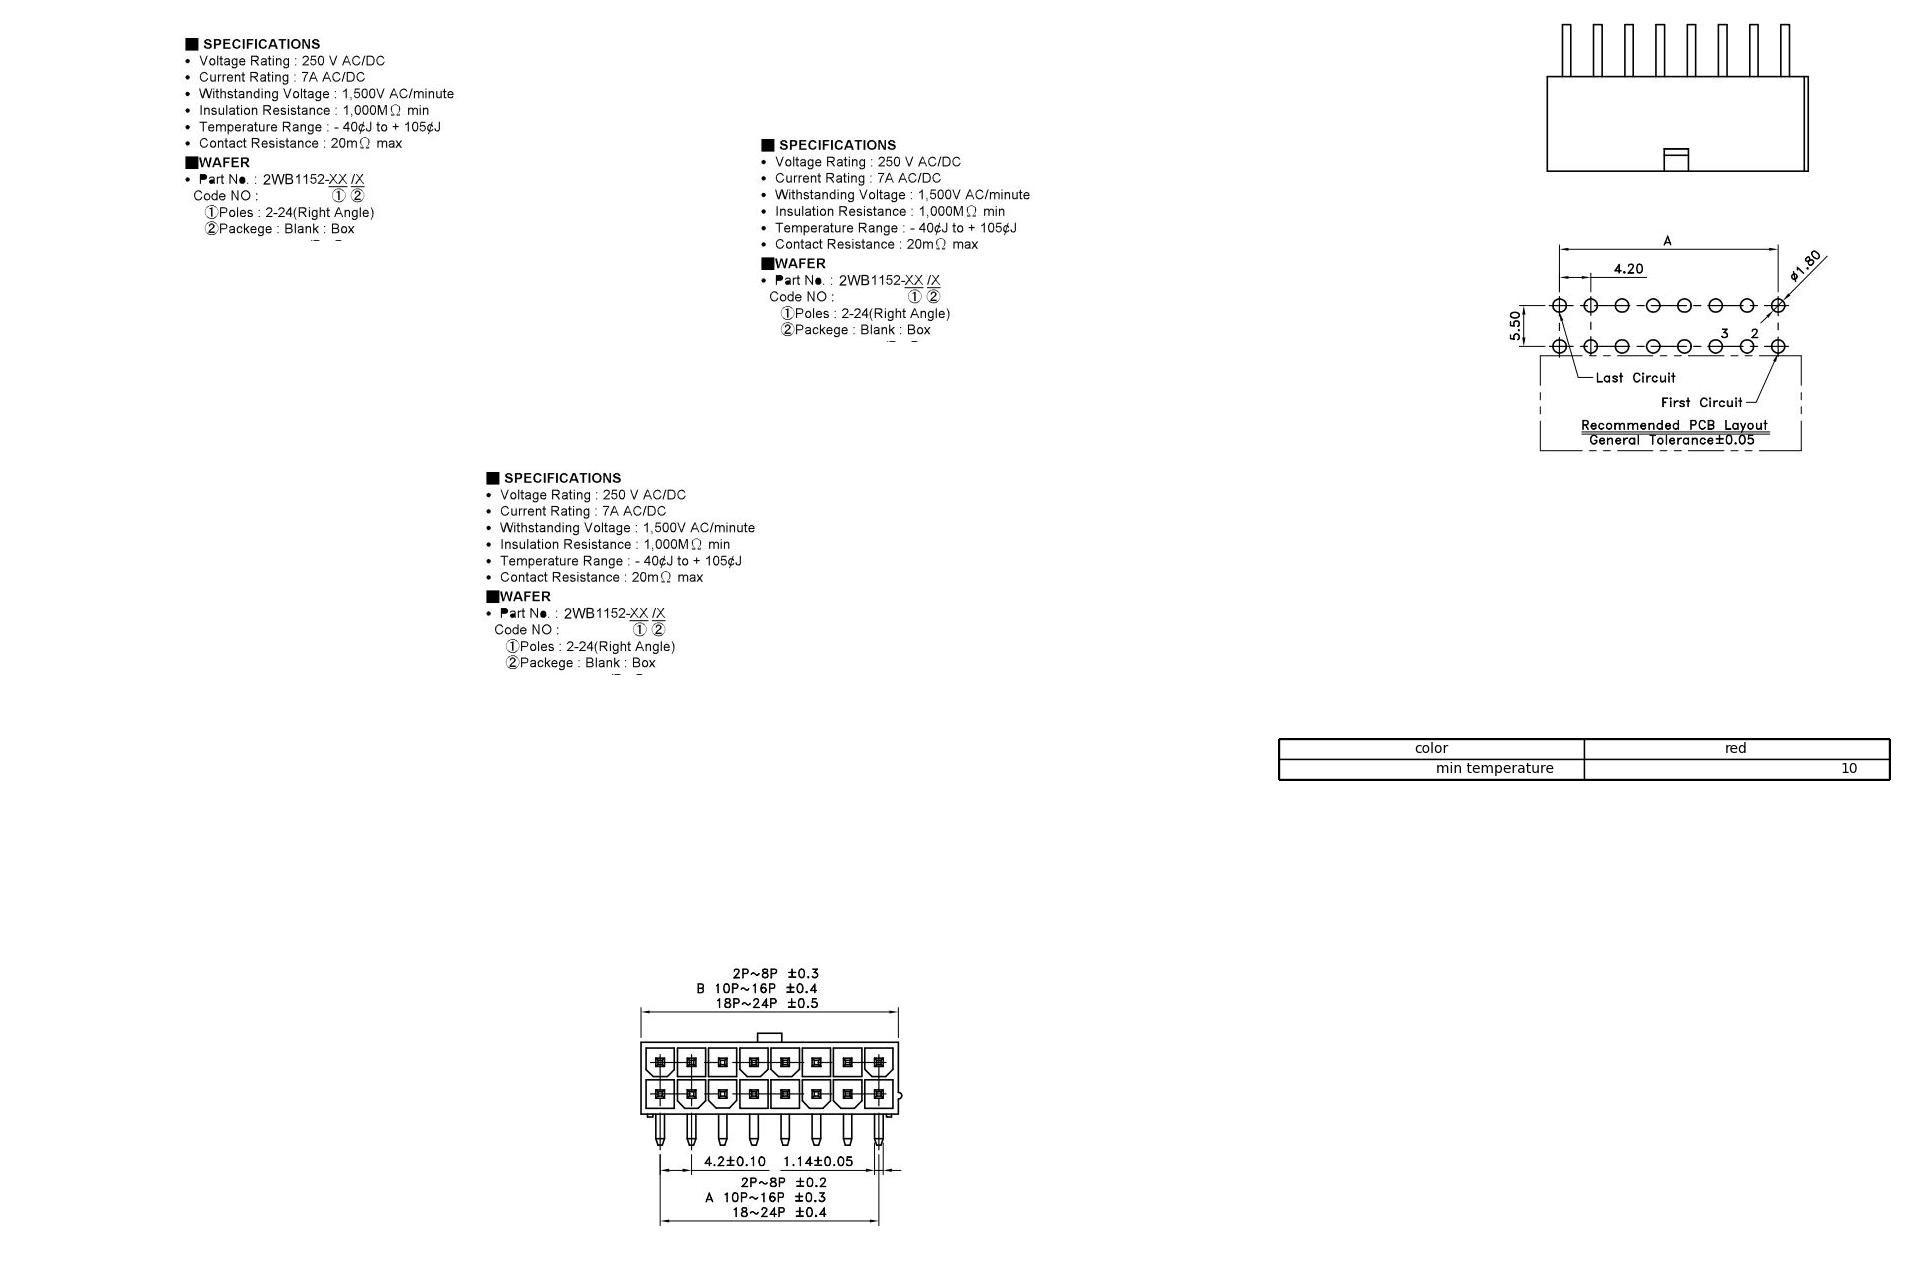 ■ SPECIFICATIONS
• Voltage Rating : 250 V AC/DC
• Current Rating : 7A AC/DC
• Withstanding Voltage : 1,500V AC/minute
• Insulation Resistance : 1,000MΩ min
• Temperature Range : - 40¢J to + 105¢J
• Contact Resistance : 20mΩ max
■WAFER
• Part No. : 2WB1152-XX /X
Code NO : ① ②
①Poles : 2-24(Right Angle)
②Packege : Blank : Box
■ SPECIFICATIONS
• Voltage Rating : 250 V AC/DC
• Current Rating : 7A AC/DC
• Withstanding Voltage : 1,500V AC/minute
• Insulation Resistance : 1,000MΩ min
• Temperature Range : - 40¢J to + 105¢J
• Contact Resistance : 20mΩ max
■WAFER
• Part No. : 2WB1152-XX /X
Code NO : ① ②
①Poles : 2-24(Right Angle)
②Packege : Blank : Box
A
4.20
ø1.80
5.50
3 2
Last Circuit
First Circuit
Recommended PCB Layout
General Tolerance±0.05
■ SPECIFICATIONS
• Voltage Rating : 250 V AC/DC
• Current Rating : 7A AC/DC
• Withstanding Voltage : 1,500V AC/minute
• Insulation Resistance : 1,000MΩ min
• Temperature Range : - 40¢J to + 105¢J
• Contact Resistance : 20mΩ max
■WAFER
• Part No. : 2WB1152-XX /X
Code NO : ① ②
①Poles : 2-24(Right Angle)
②Packege : Blank : Box
color red
min temperature 10
2P~8P ±0.3
B 10P~16P ±0.4
18P~24P ±0.5
4.2±0.10 1.14±0.05
2P~8P ±0.2
A 10P~16P ±0.3
18~24P ±0.4